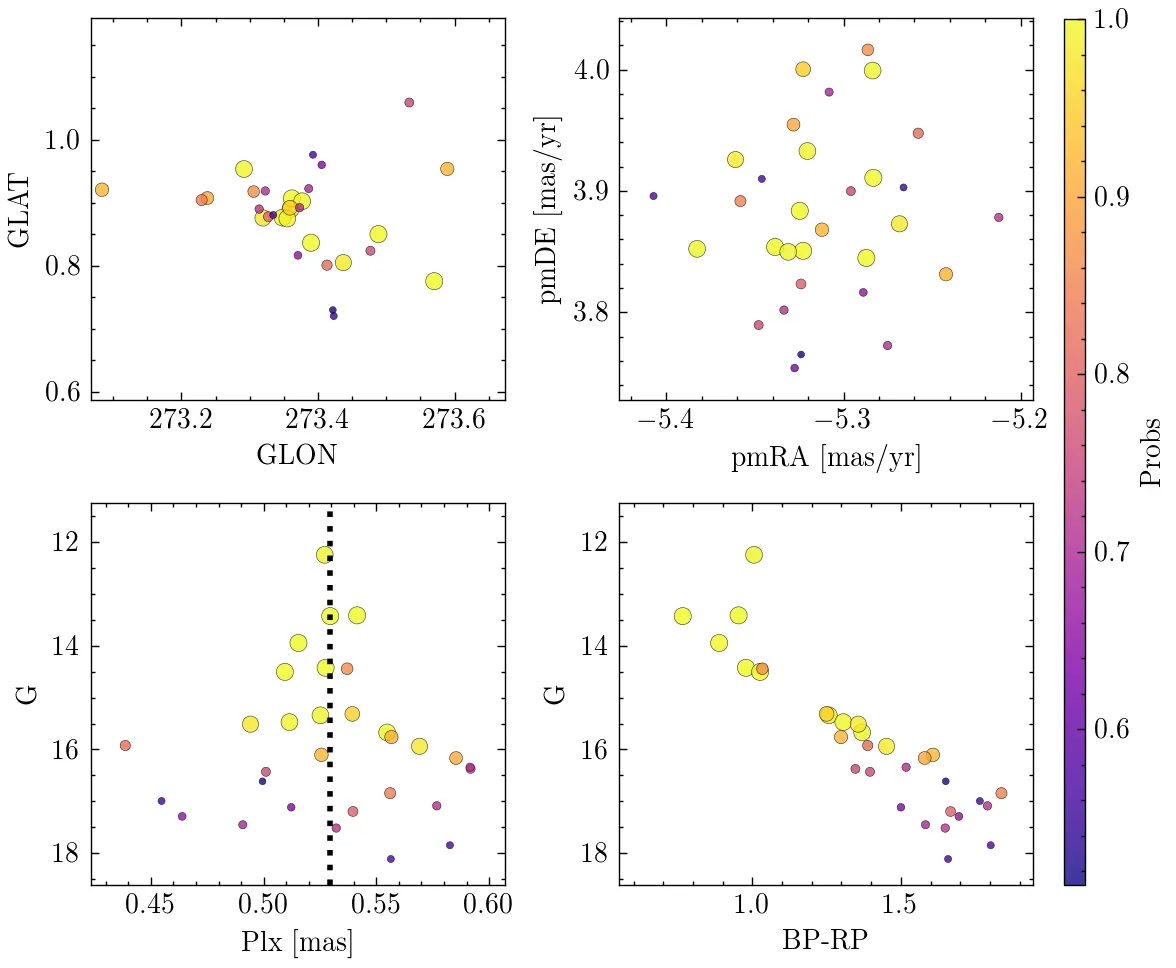 1.0
0.8
0.6
GLAT
273.2 273.4 273.6
GLON
4.0
3.9
3.8
pmDE [mas/yr]
−5.4 −5.3 −5.2
pmRA [mas/yr]
12
14
16
18
G
0.45 0.50 0.55 0.60
Plx [mas]
12
14
16
18
G
1.0 1.5
BP-RP
1.0
0.9
0.8
0.7
0.6
Probs